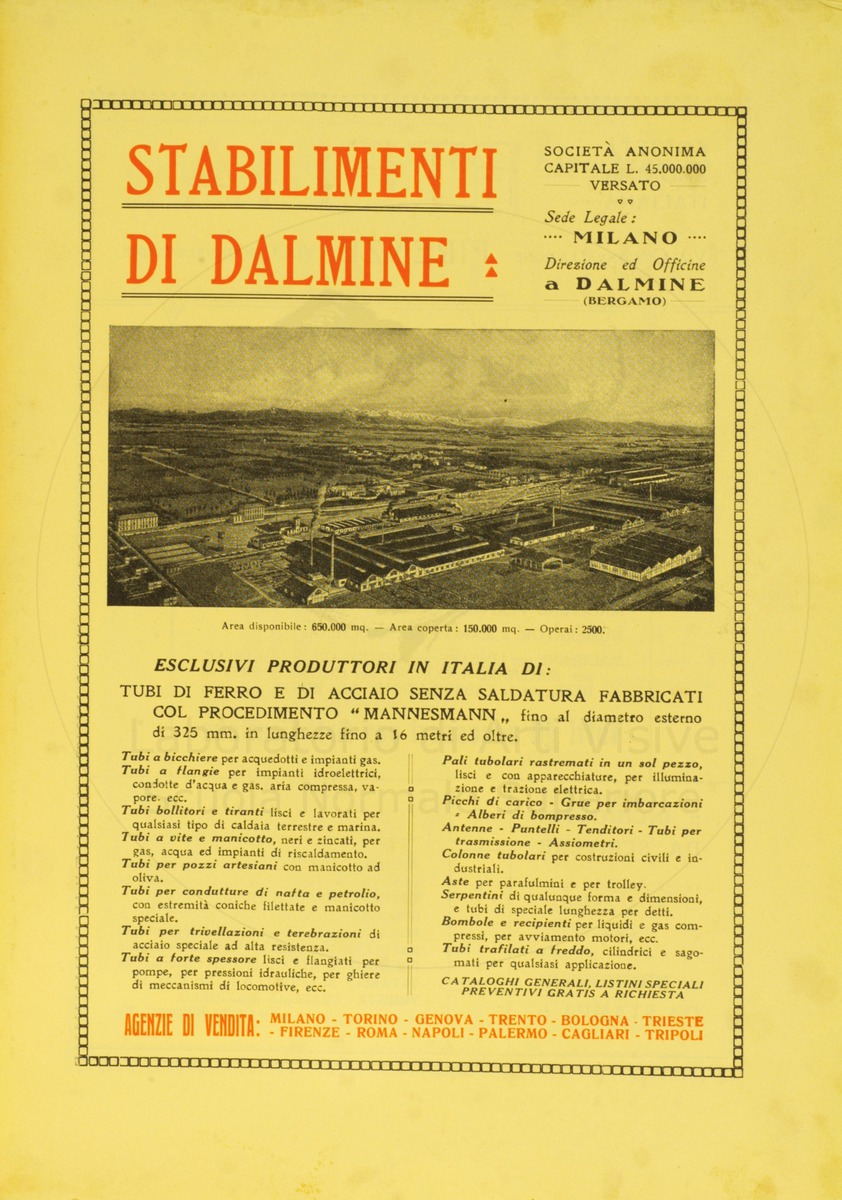 STABILIMENTI
DI DALMINE :
SOCIETÀ ANONIMA
CAPITALE L. 45.000.000
VERSATO
Sede Legale :
···· MILANO ····
Direzione ed Officine
a DALMINE
(BERGAMO)
Area disponibile : 650.000 mq. — Area coperta : 150.000 mq. — Operai : 2500.
ESCLUSIVI PRODUTTORI IN ITALIA DI :
TUBI DI FERRO E DI ACCIAIO SENZA SALDATURA FABBRICATI
COL PROCEDIMENTO “ MANNESMANN „ fino al diametro esterno
di 325 mm. in lunghezze fino a 16 metri ed oltre.
Tubi a bicchiere per acquedotti e impianti gas.
Tubi a flangie per impianti idroelettrici,
condotte d'acqua e gas. aria compressa, va-
pore. ecc.
Tubi bollitori e tiranti lisci e lavorati per
qualsiasi tipo di caldaia terrestre e marina.
Tubi a vite e manicotto, neri e zincati, per
gas, acqua ed impianti di riscaldamento.
Tubi per pozzi artesiani con manicotto ad
oliva.
Tubi per condutture di nafta e petrolio,
con estremità coniche filettate e manicotto
speciale.
Tubi per trivellazioni e terebrazioni di
acciaio speciale ad alta resistenza.
Tubi a forte spessore lisci e flangiati per
pompe, per pressioni idrauliche, per ghiere
di meccanismi di locomotive, ecc.
Pali tubolari rastremati in un sol pezzo,
lisci e con apparecchiature, per illumina-
zione e trazione elettrica.
Picchi di carico - Grue per imbarcazioni
- Alberi di bompresso.
Antenne - Puntelli - Tenditori - Tubi per
trasmissione - Assiometri.
Colonne tubolari per costruzioni civili e in-
dustriali.
Aste per parafulmini e per trolley.
Serpentini di qualunque forma e dimensioni,
e tubi di speciale lunghezza per detti.
Bombole e recipienti per liquidi e gas com-
pressi, per avviamento motori, ecc.
Tubi trafilati a freddo, cilindrici e sago-
mati per qualsiasi applicazione.
CATALOGHI GENERALI, LISTINI SPECIALI
PREVENTIVI GRATIS A RICHIESTA
AGENZIE DI VENDITA: MILANO - TORINO - GENOVA - TRENTO - BOLOGNA - TRIESTE
- FIRENZE - ROMA - NAPOLI - PALERMO - CAGLIARI - TRIPOLI